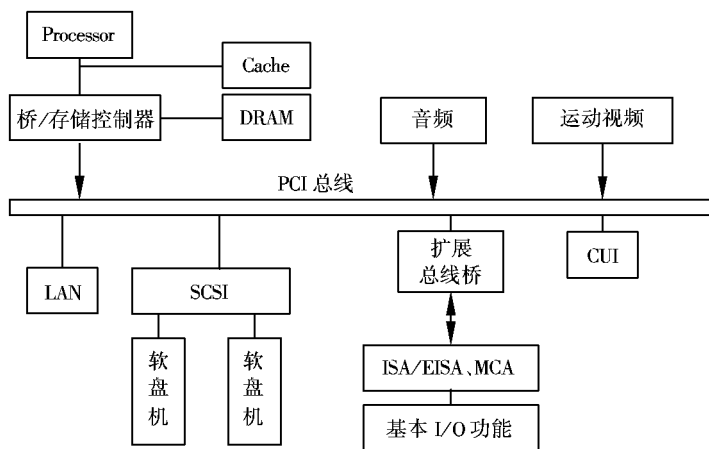 Processor
Cache
桥/存储控制器
DRAM
音频
运动视频
PCI 总线
LAN
SCSI
扩展
总线桥
CUI
软盘机
软盘机
ISA/EISA、MCA
基本 I/O 功能